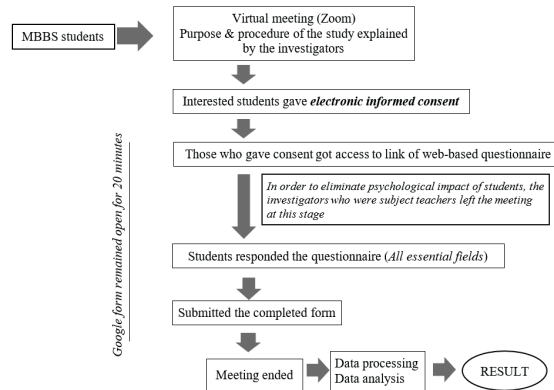 MBBS students
Virtual meeting (Zoom)
Purpose & procedure of the study explained
by the investigators
Interested students gave electronic informed consent
Those who gave consent got access to link of web-based questionnaire
In order to eliminate psychological impact of students, the
investigators who were subject teachers left the meeting
at this stage
Students responded the questionnaire (All essential fields)
Submitted the completed form
Google form remained open for 20 minutes
Meeting ended
Data processing
Data analysis
RESULT